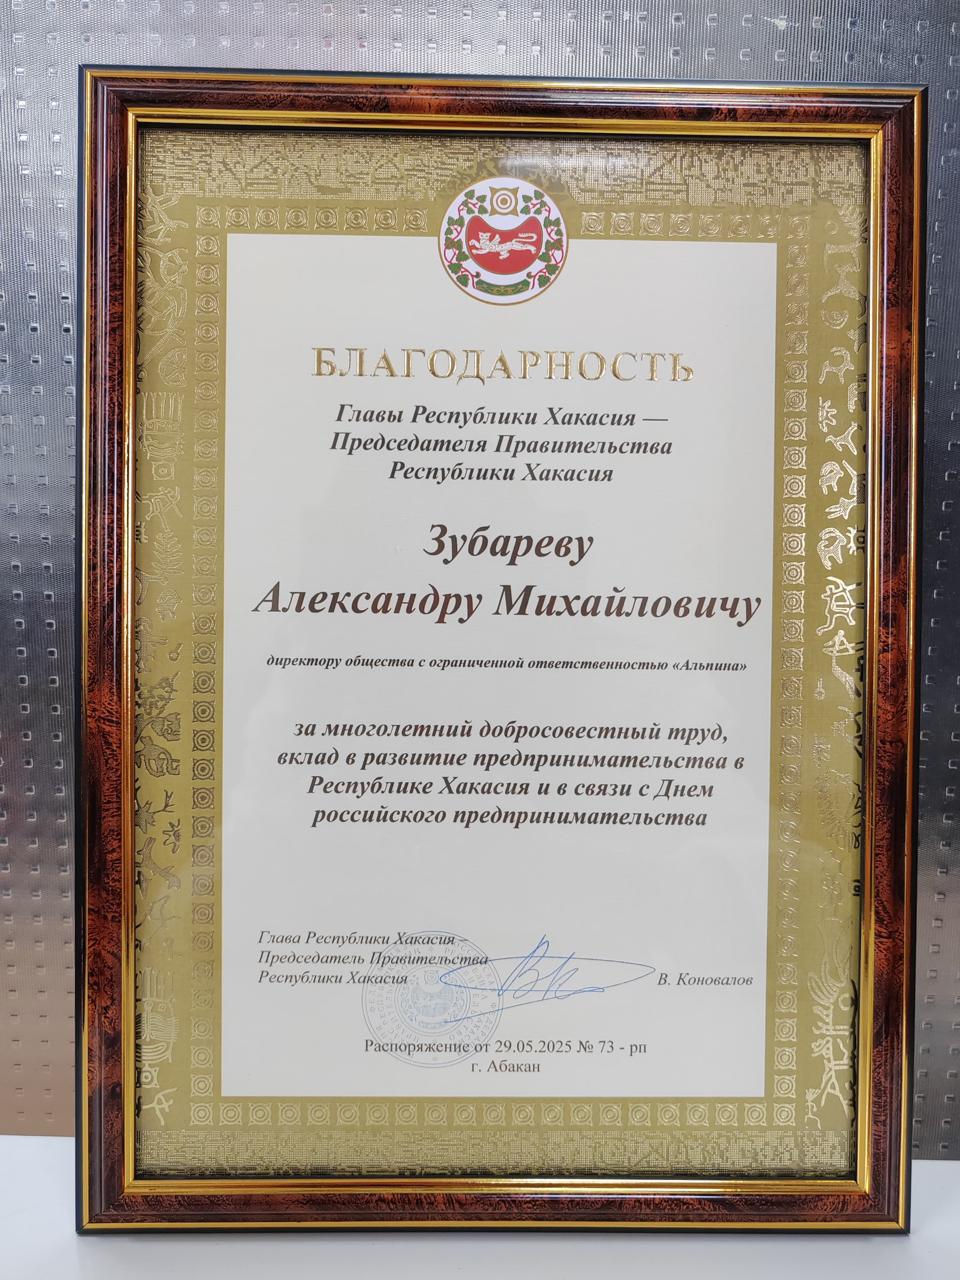 БЛАГОДАРНОСТЬ
Главы Республики Хакасия —
Председателя Правительства
Республики Хакасия
Зубареву
Александру Михайловичу
директору общества с ограниченной ответственностью «Альпина»
за многолетний добросовестный труд,
вклад в развитие предпринимательства в
Республике Хакасия и в связи с Днем
российского предпринимательства
Глава Республики Хакасия
Председатель Правительства
Республики Хакасия
В. Коновалов
Распоряжение от 29.05.2025 № 73 - рп
г. Абакан